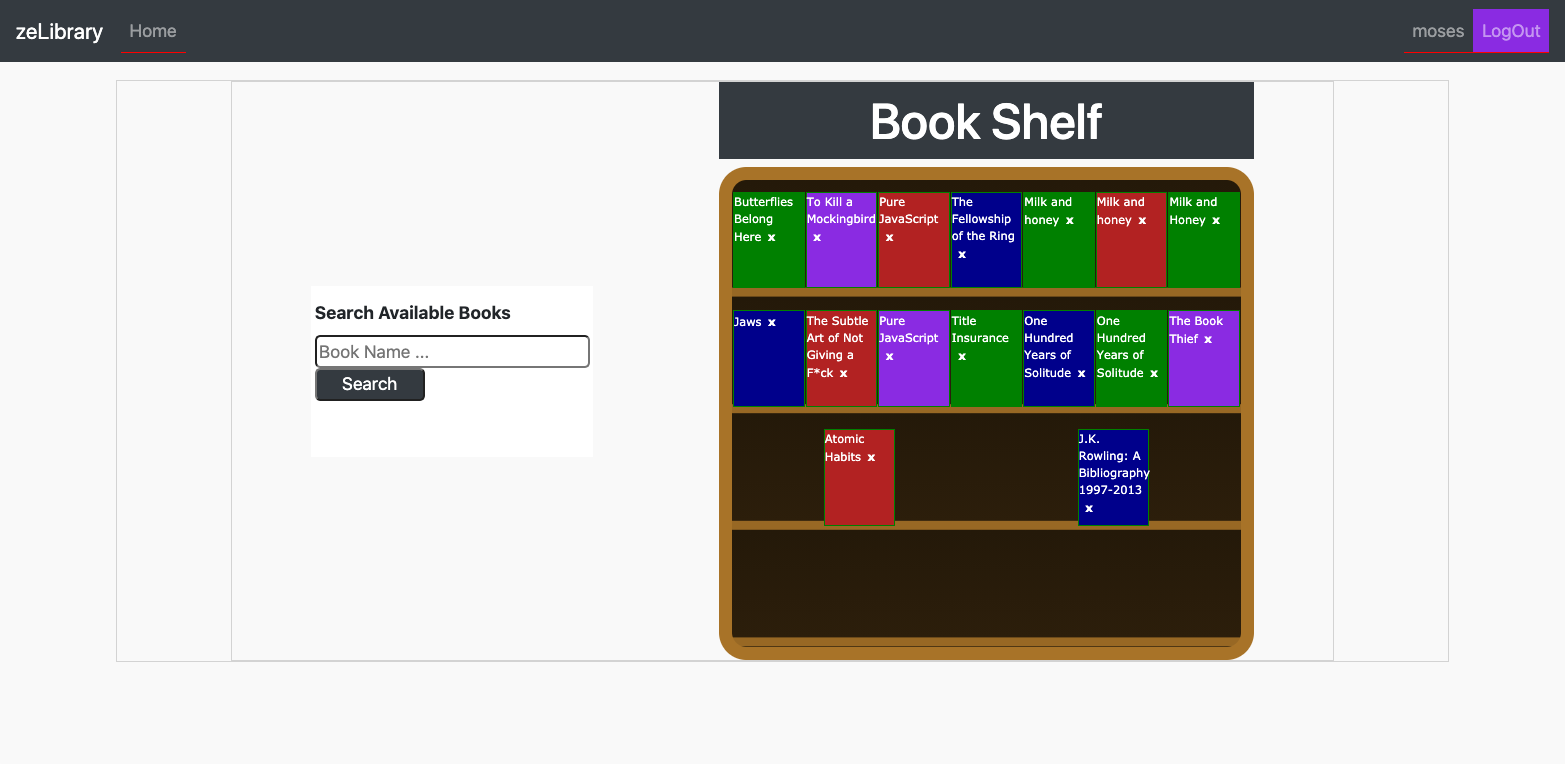 zeLibrary Home moses LogOut
Book Shelf
Search Available Books
Book Name ...
Search
Butterflies
Belong
Here x
To Kill a
Mockingbird
x
Pure
JavaScript
x
The
Fellowship
of the Ring
x
Milk and
honey x
Milk and
honey x
Milk and
Honey x
Jaws x
The Subtle
Art of Not
Giving a
F*ck x
Pure
JavaScript
x
Title
Insurance
x
One
Hundred
Years of
Solitude x
One
Hundred
Years of
Solitude x
The Book
Thief x
Atomic
Habits x
J.K.
Rowling: A
Bibliography
1997-2013
x